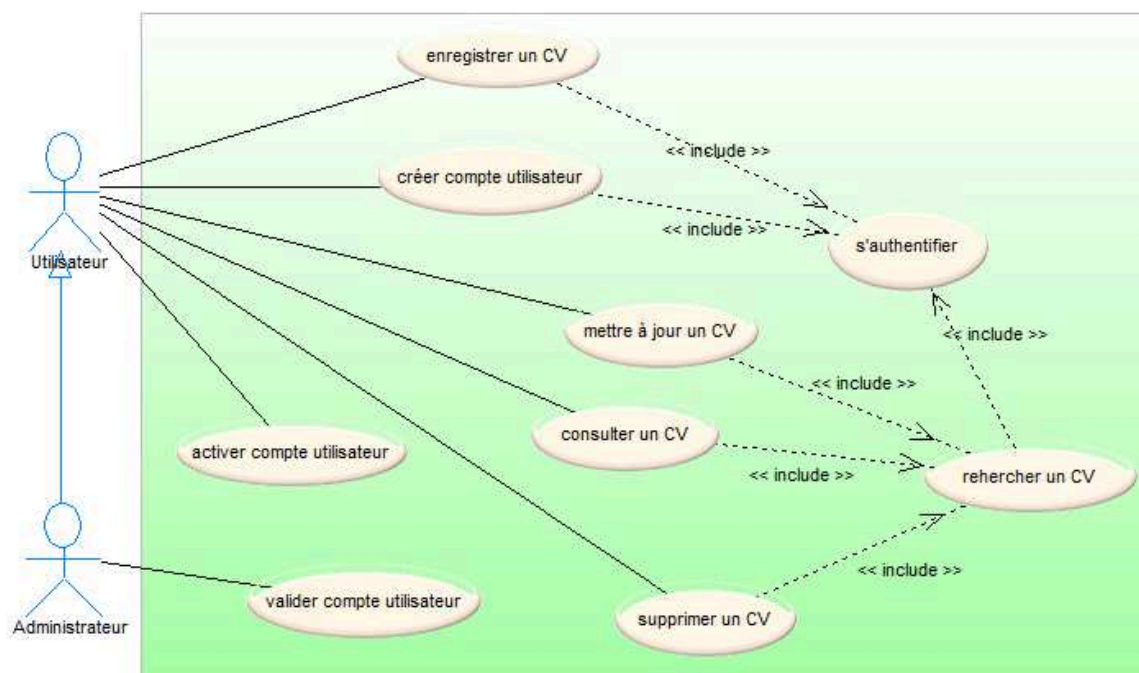 enregistrer un CV
<< include >>
créer compte utilisateur
<< include >>
s'authentifier
Utilisateur
mettre à jour un CV
<< include >>
<< include >>
activer compte utilisateur
consulter un CV
<< include >>
rehercher un CV
<< include >>
valider compte utilisateur
supprimer un CV
Administrateur